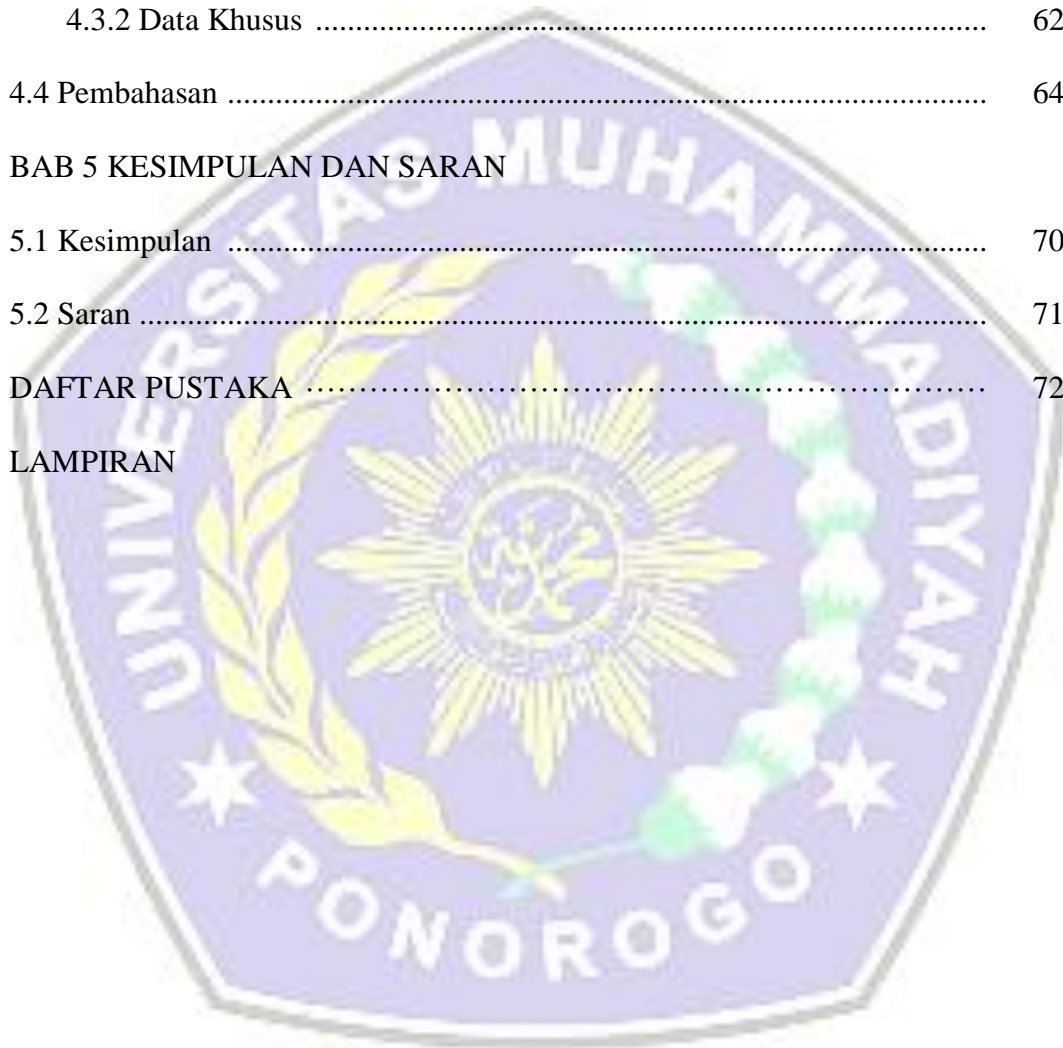 4.3.2 Data Khusus ........................................................................................ 62
4.4 Pembahasan .................................................................................................... 64
BAB 5 KESIMPULAN DAN SARAN
5.1 Kesimpulan .................................................................................................... 70
5.2 Saran ................................................................................................................ 71
DAFTAR PUSTAKA ........................................................................ 72
LAMPIRAN
UNIVERSITAS MUHAMMADIYAH
PONOROGO